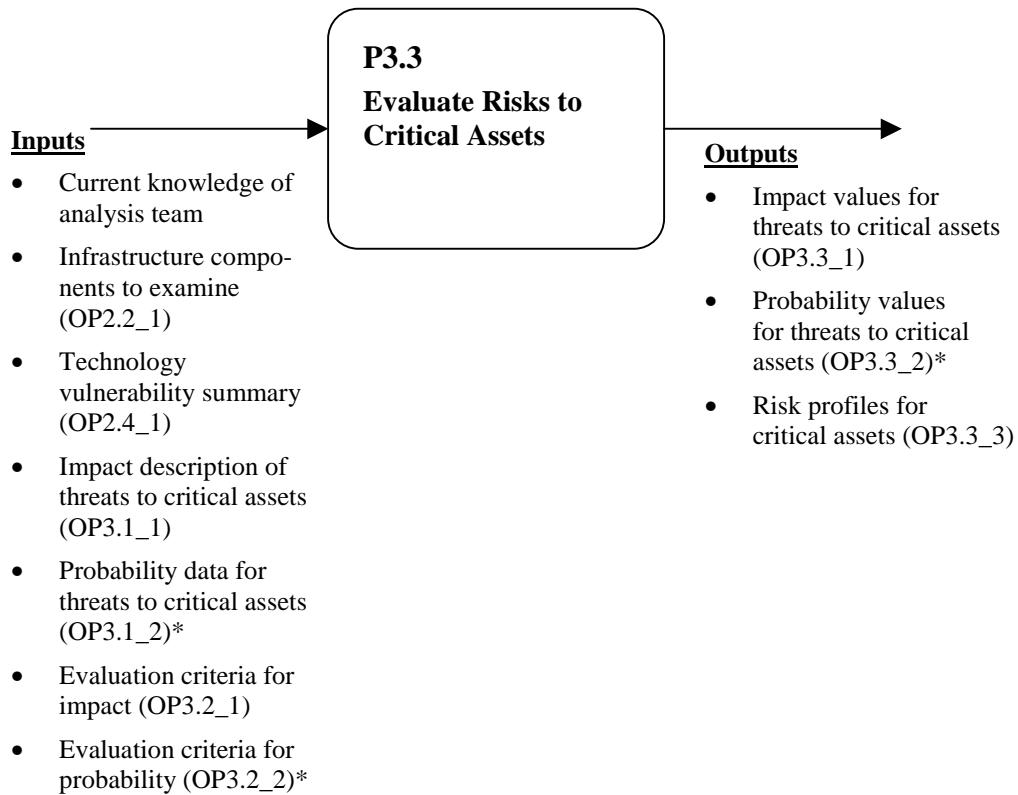 P3.3
Evaluate Risks to
Critical Assets
Inputs
• Current knowledge of
analysis team
• Infrastructure compo-
nents to examine
(OP2.2_1)
• Technology
vulnerability summary
(OP2.4_1)
• Impact description of
threats to critical assets
(OP3.1_1)
• Probability data for
threats to critical assets
(OP3.1_2)*
• Evaluation criteria for
impact (OP3.2_1)
• Evaluation criteria for
probability (OP3.2_2)*
Outputs
• Impact values for
threats to critical assets
(OP3.3_1)
• Probability values
for threats to critical
assets (OP3.3_2)*
• Risk profiles for
critical assets (OP3.3_3)